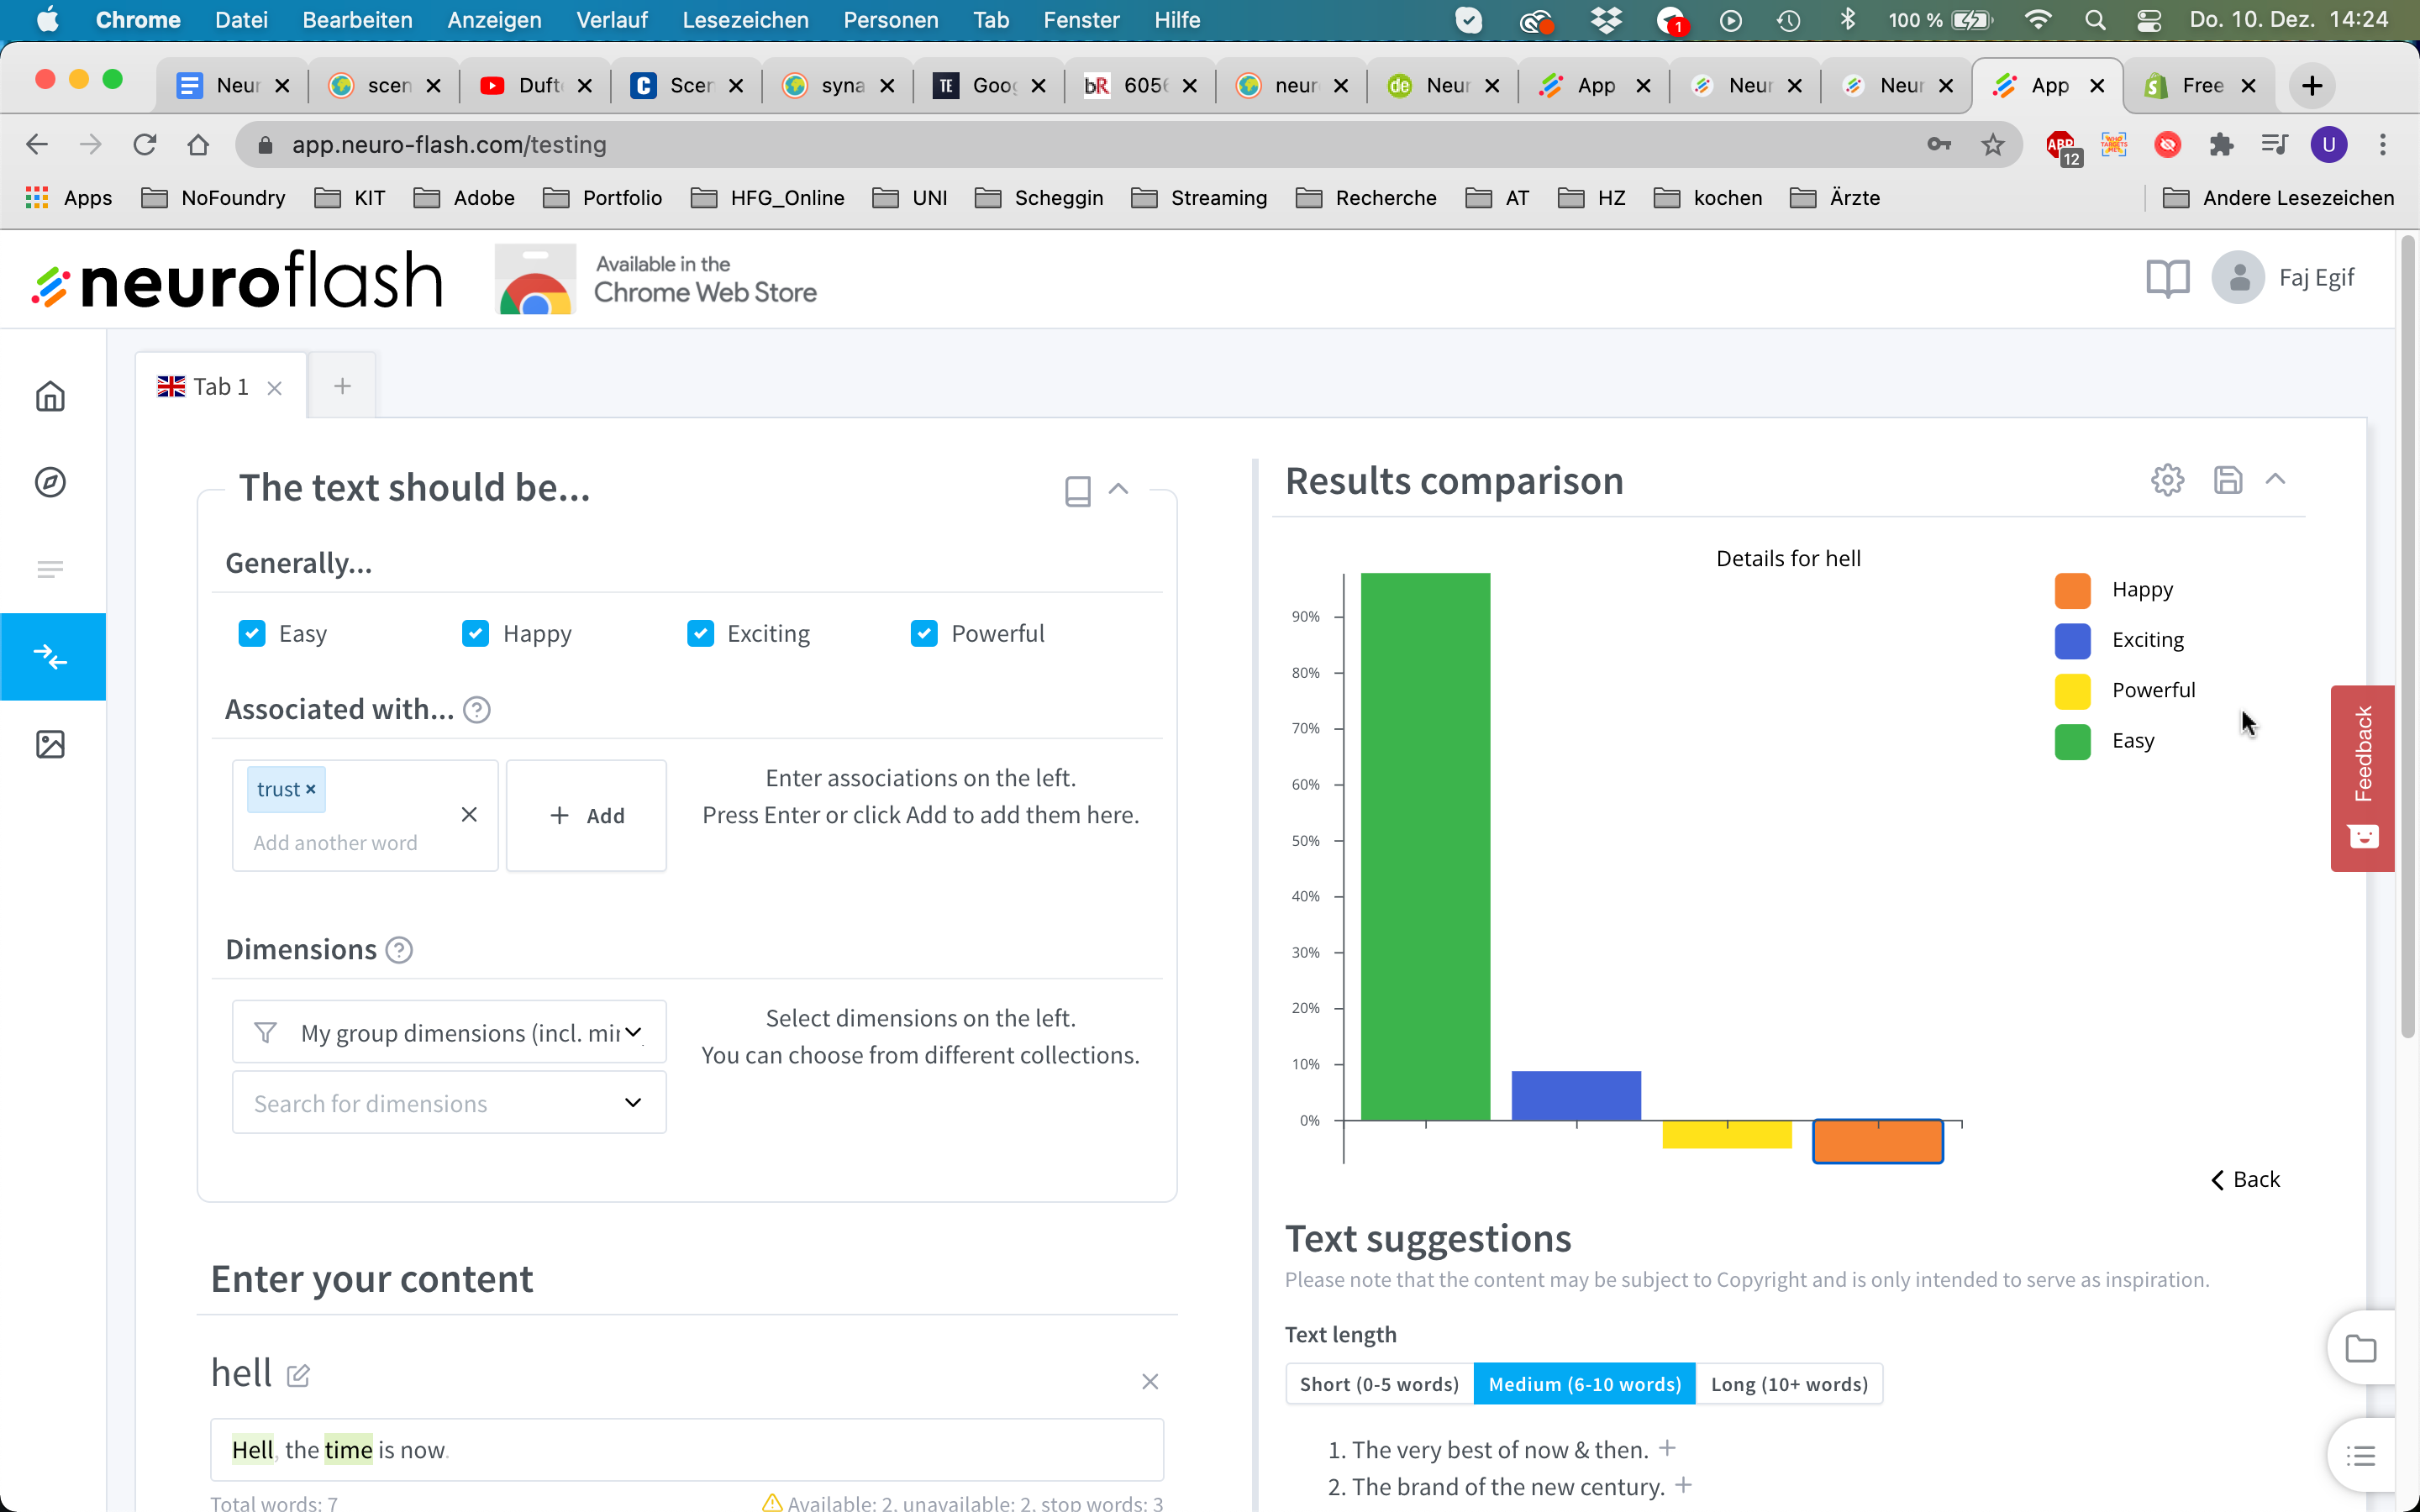 Chrome Datei Bearbeiten Anzeigen Verlauf Lesezeichen Personen Tab Fenster Hilfe 1 100 % Do. 10. Dez. 14:24
Neur scen Duft Scen syna TE Goog bR 6056 neur de Neur App Neur Neur App Free
app.neuro-flash.com/testing ABP 12 U
Apps NoFoundry KIT Adobe Portfolio HFG_Online UNI Scheggin Streaming Recherche AT HZ kochen Ärzte Andere Lesezeichen
neuroflash
Available in the
Chrome Web Store
Faj Egif
Tab 1
The text should be...
Generally...
Easy Happy Exciting Powerful
Associated with...
trust
Add another word
Add
Enter associations on the left.
Press Enter or click Add to add them here.
Dimensions
My group dimensions (incl. mir
Search for dimensions
Select dimensions on the left.
You can choose from different collections.
Enter your content
hell
Hell, the time is now.
Total words: 7
Available: 2, unavailable: 2, stop words: 3
Results comparison
Details for hell
90%
80%
70%
60%
50%
40%
30%
20%
10%
0%
Happy
Exciting
Powerful
Easy
Feedback
Back
Text suggestions
Please note that the content may be subject to Copyright and is only intended to serve as inspiration.
Text length
Short (0-5 words) Medium (6-10 words) Long (10+ words)
1. The very best of now & then.
2. The brand of the new century.